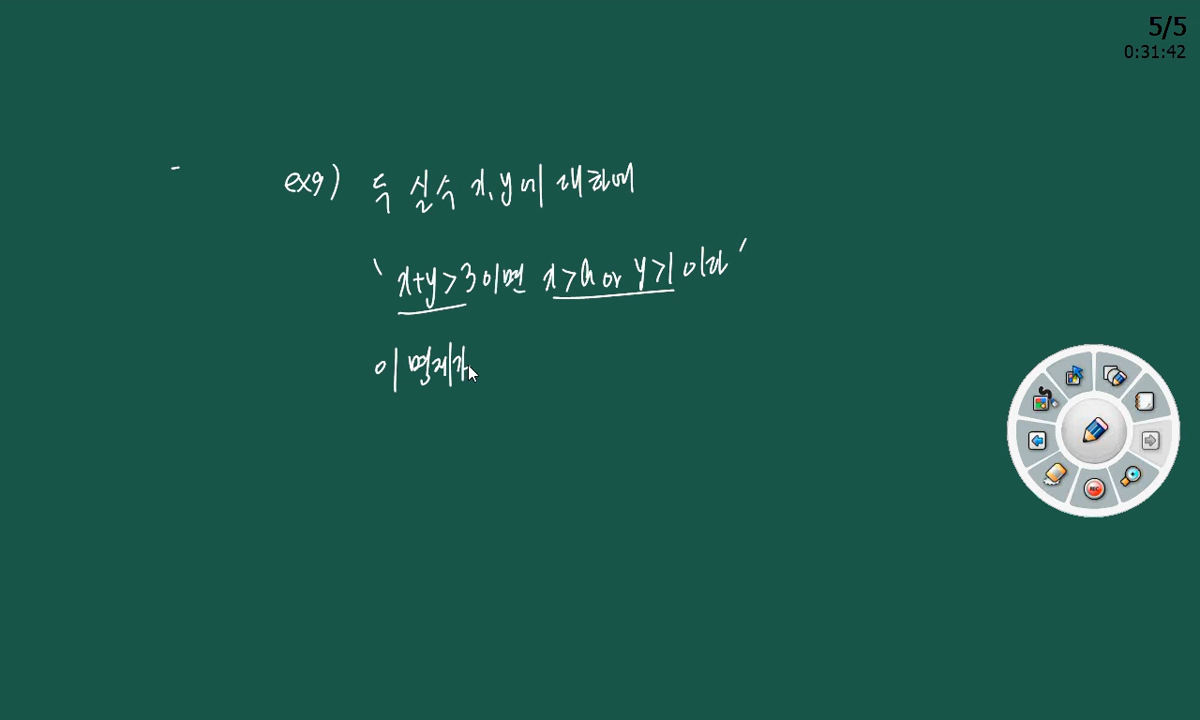 5/5
0:31:42
ex9) 두 실수 x, y에 대하여
‘x+y>3이면 x>a or y>1 이다’
이 명제가